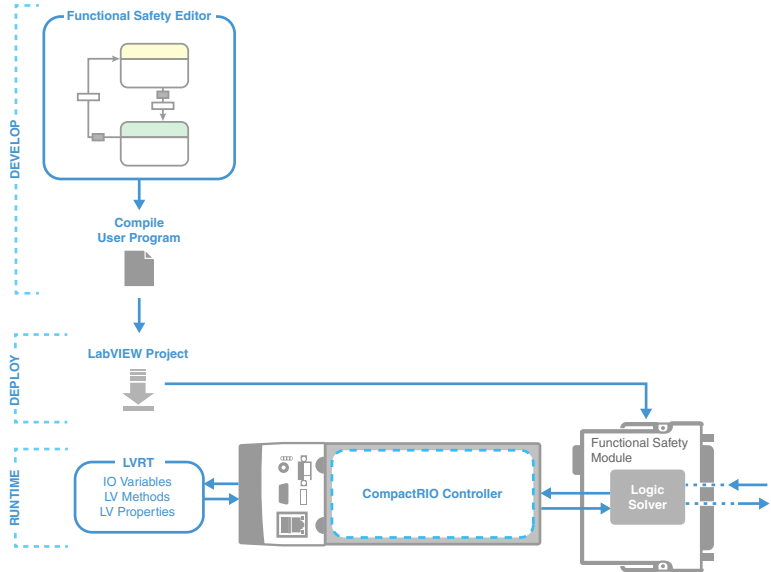 Functional Safety Editor
DEVELOP
Compile
User Program
LabVIEW Project
DEPLOY
RUNTIME
LVRT
IO Variables
LV Methods
LV Properties
CompactRIO Controller
Functional Safety
Module
Logic
Solver